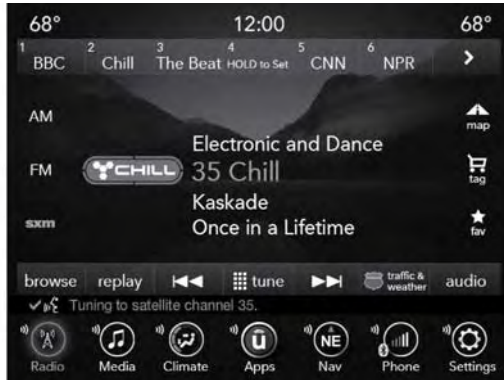 68° 12:00 68°
1 BBC 2 Chill 3 The Beat 4 HOLD to Set 5 CNN 6 NPR
AM
map
Electronic and Dance
FM
CHILL
35 Chill
tag
Kaskade
sxm
Once in a Lifetime
fav
browse replay tune traffic & weather audio
Tuning to satellite channel 35.
Radio Media Climate ū Apps NE Nav Phone Settings